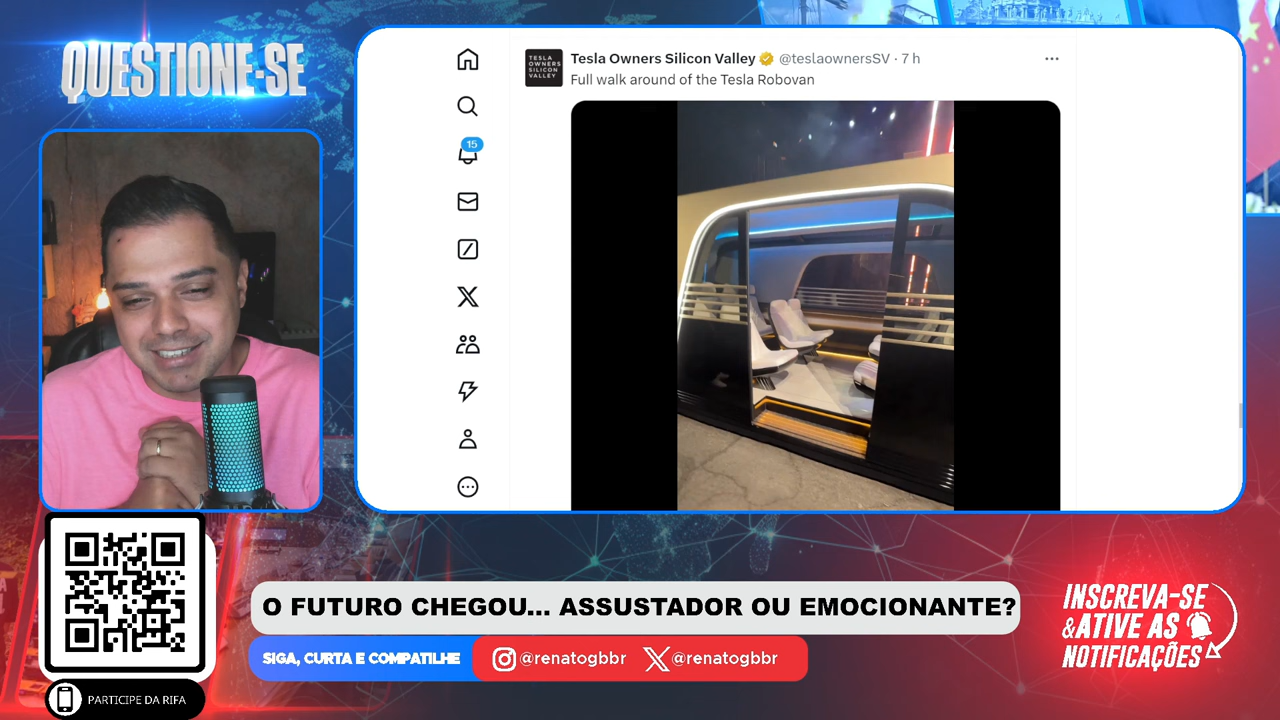 QUESTIONE-SE
TESLA OWNERS SILICON VALLEY
Tesla Owners Silicon Valley @teslaownersSV · 7 h
Full walk around of the Tesla Robovan
15
O FUTURO CHEGOU... ASSUSTADOR OU EMOCIONANTE?
SIGA, CURTA E COMPATILHE
@renatogbbr
@renatogbbr
INSCREVA-SE
&ATIVE AS
NOTIFICAÇÕES
PARTICIPE DA RIFA